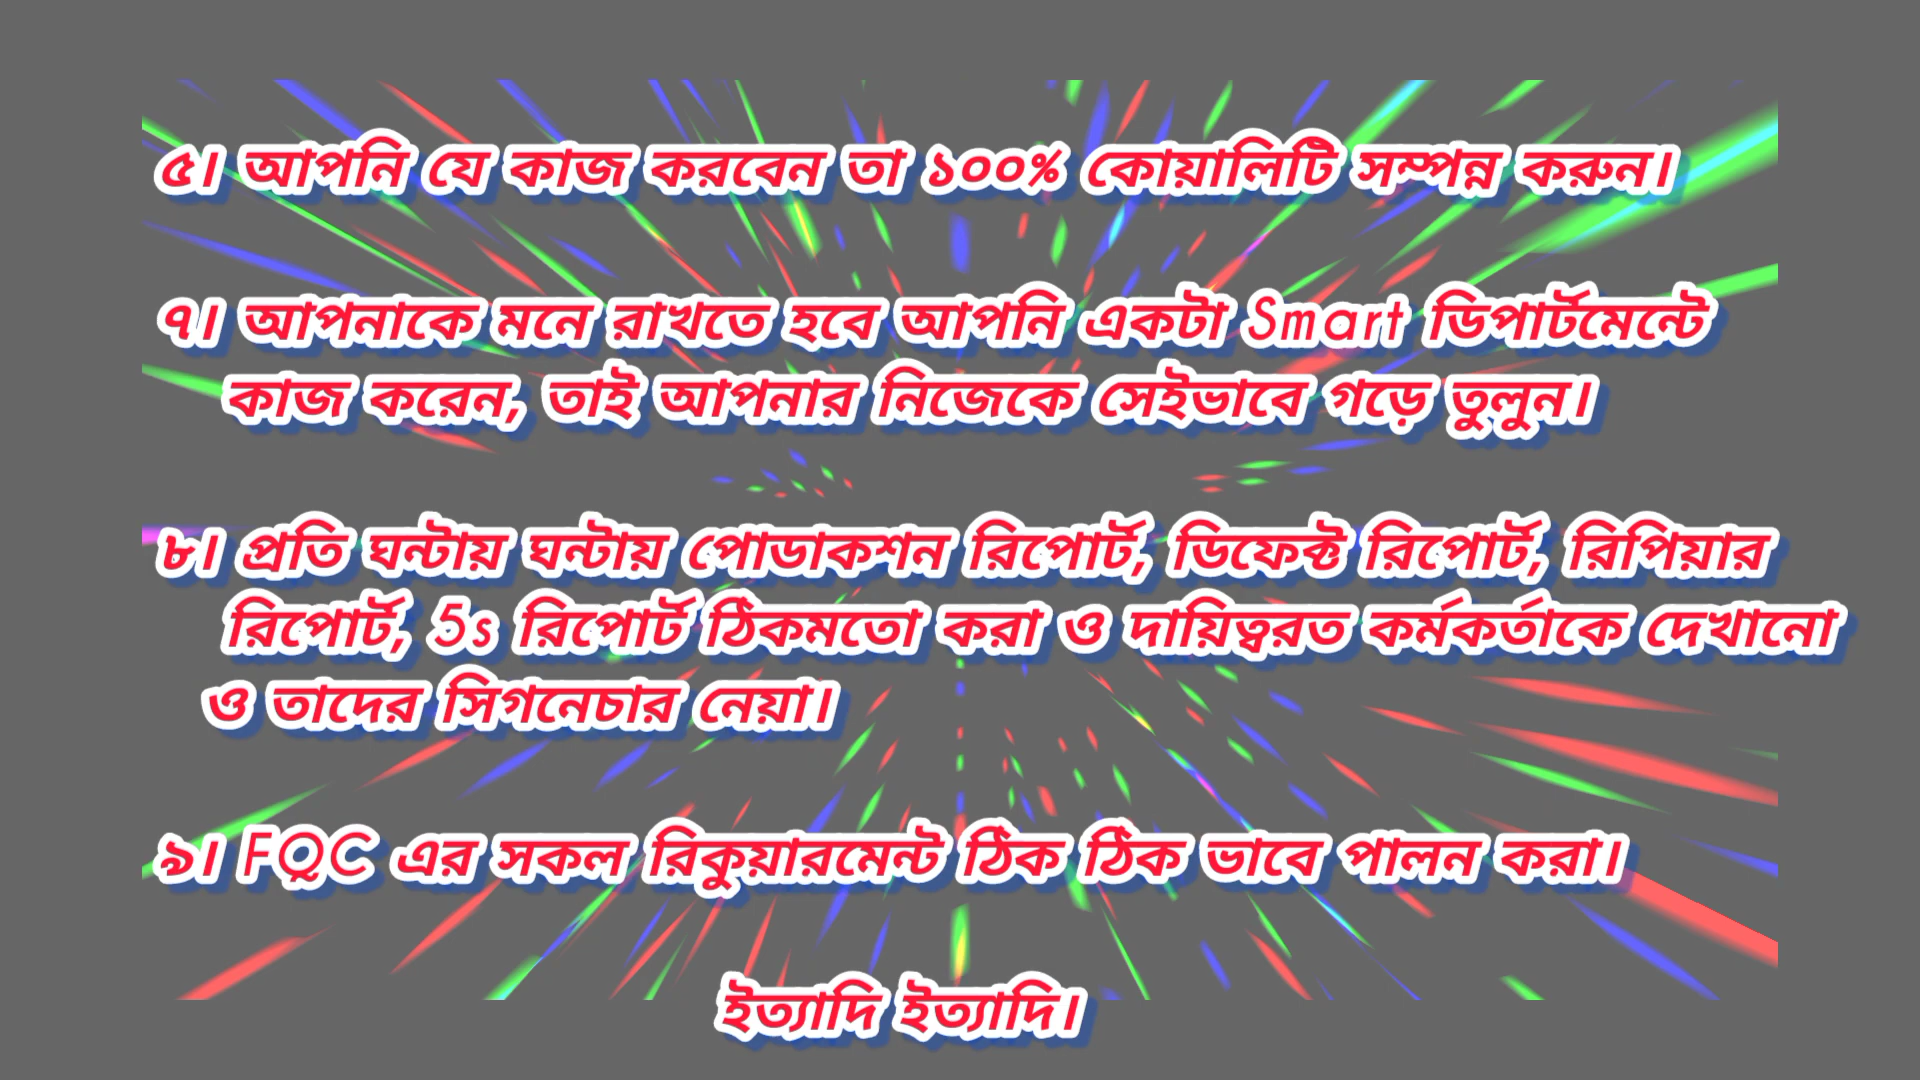 ৫। আপনি যে কাজ করবেন তা ১০০% কোয়ালিটি সম্পন্ন করুন।
৭। আপনাকে মনে রাখতে হবে আপনি একটা Smart ডিপার্টমেন্টে
কাজ করেন, তাই আপনার নিজেকে সেইভাবে গড়ে তুলুন।
৮। প্রতি ঘন্টায় ঘন্টায় পোডাকশন রিপোর্ট, ডিফেক্ট রিপোর্ট, রিপিয়ার
রিপোর্ট, 5s রিপোর্ট ঠিকমতো করা ও দায়িত্বরত কর্মকর্তাকে দেখানো
ও তাদের সিগনেচার নেয়া।
৯। FQC এর সকল রিকুয়ারমেন্ট ঠিক ঠিক ভাবে পালন করা।
ইত্যাদি ইত্যাদি।